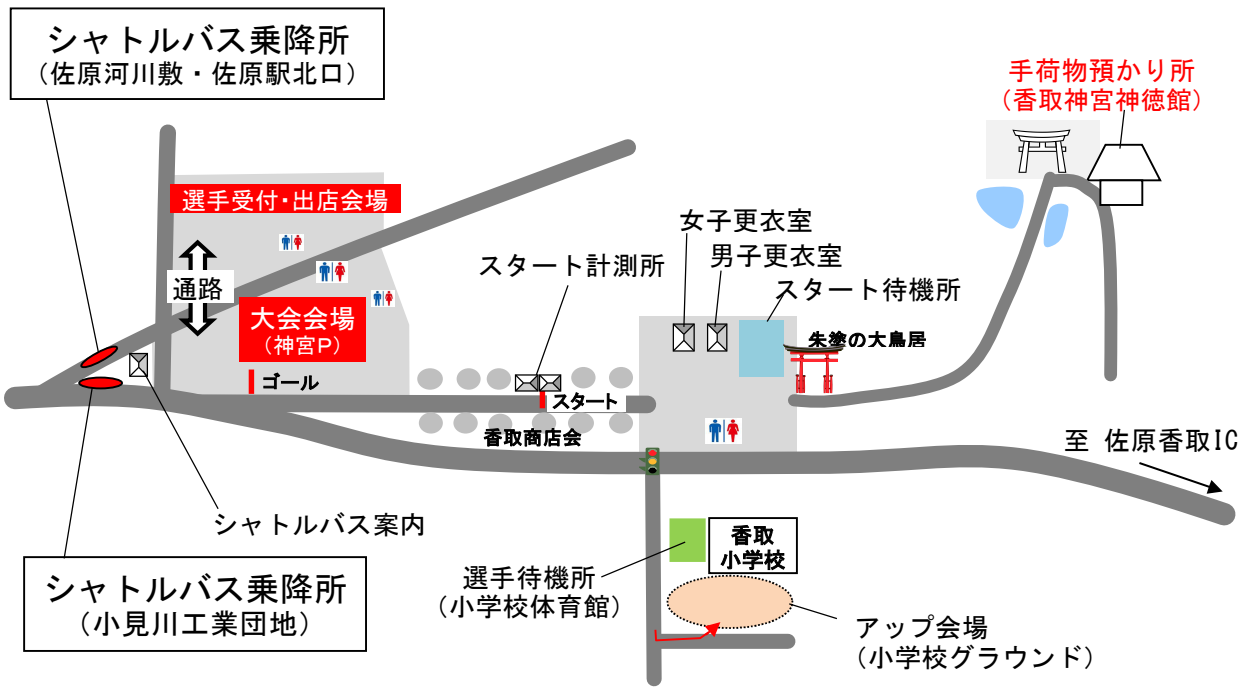 シャトルバス乗降所
（佐原河川敷・佐原駅北口）
手荷物預かり所
（香取神宮神徳館）
選手受付・出店会場
女子更衣室
男子更衣室
スタート計測所
スタート待機所
通路
大会会場
（神宮P）
朱塗の大鳥居
ゴール
スタート
香取商店会
至 佐原香取IC
シャトルバス案内
香取
小学校
シャトルバス乗降所
（小見川工業団地）
選手待機所
（小学校体育館）
アップ会場
（小学校グラウンド）